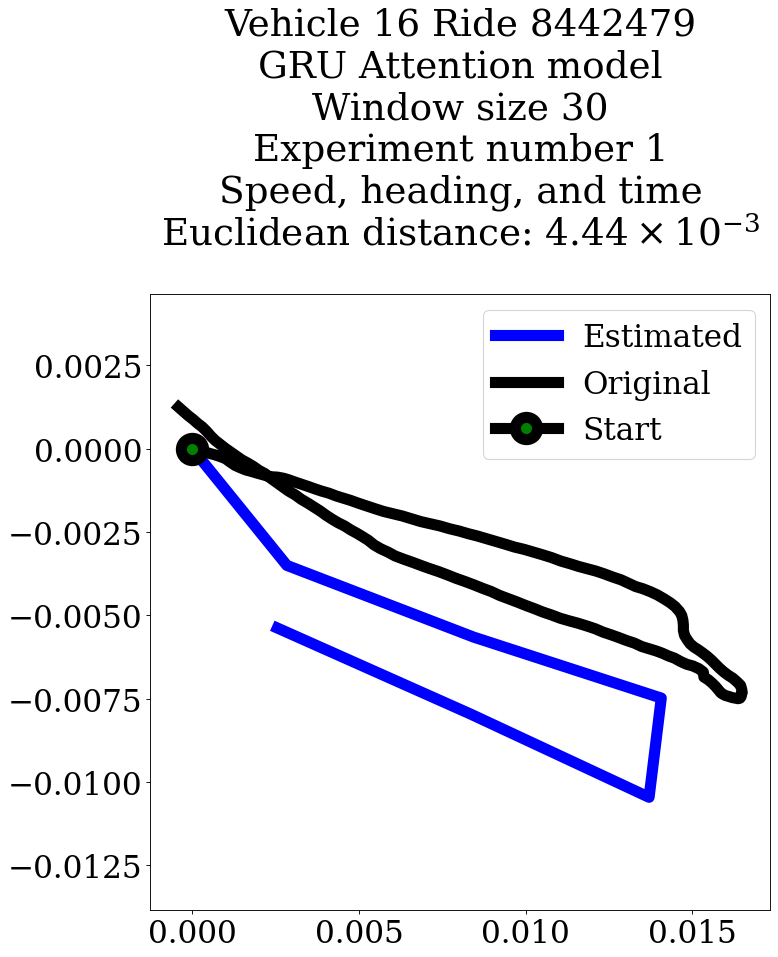 Vehicle 16 Ride 8442479
GRU Attention model
Window size 30
Experiment number 1
Speed, heading, and time
Euclidean distance: 4.44 × 10⁻³
Estimated
Original
Start
0.0025
0.0000
−0.0025
−0.0050
−0.0075
−0.0100
−0.0125
0.000 0.005 0.010 0.015